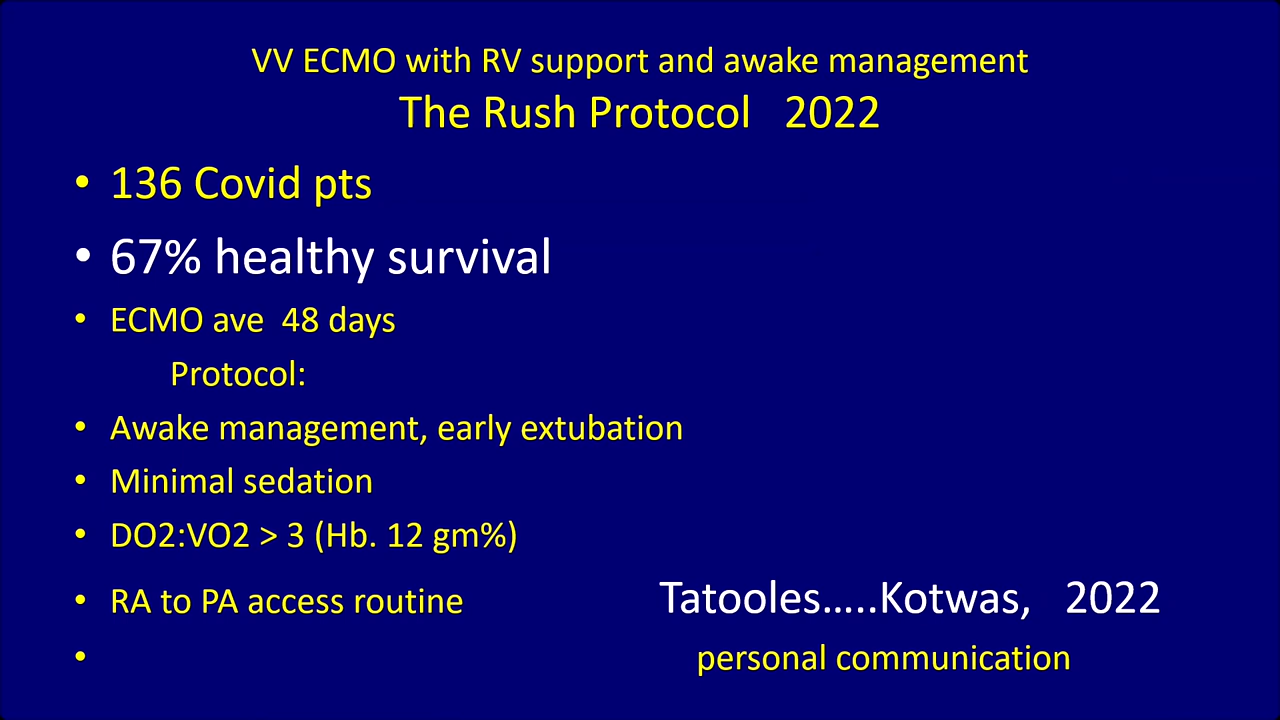 VV ECMO with RV support and awake management
The Rush Protocol 2022
• 136 Covid pts
• 67% healthy survival
• ECMO ave 48 days
Protocol:
• Awake management, early extubation
• Minimal sedation
• DO2:VO2 > 3 (Hb. 12 gm%)
• RA to PA access routine
Tatooles…..Kotwas, 2022
• personal communication